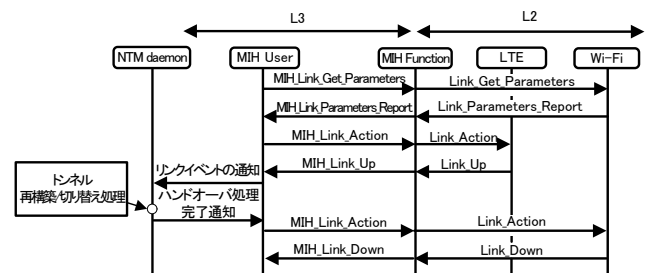 L3
L2
NTM daemon
MIH User
MIH Function
LTE
Wi-Fi
MIH_Link_Get_Parameters
Link_Get_Parameters
MIH_Link_Parameters_Report
Link_Parameters_Report
MIH_Link_Action
Link_Action
MIH_Link_Up
Link_Up
リンクイベントの通知
トンネル
再構築/切り替え処理
ハンドオーバ処理
完了通知
MIH_Link_Action
Link_Action
MIH_Link_Down
Link_Down